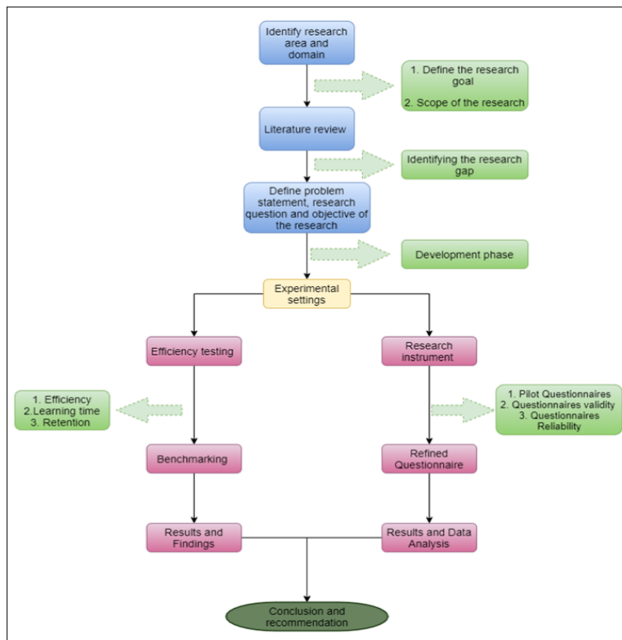 Identify research
area and
domain
1. Define the research
goal
2. Scope of the research
Literature review
Identifying the research
gap
Define problem
statement, research
question and objective of
the research
Development phase
Experimental
settings
Efficiency testing
Research
instrument
1. Efficiency
2.Learning time
3. Retention
1. Pilot Questionnaires
2. Questionnaires validity
3. Questionnaires
Reliability
Benchmarking
Refined
Questionnaire
Results and
Findings
Results and Data
Analysis
Conclusion and
recommendation